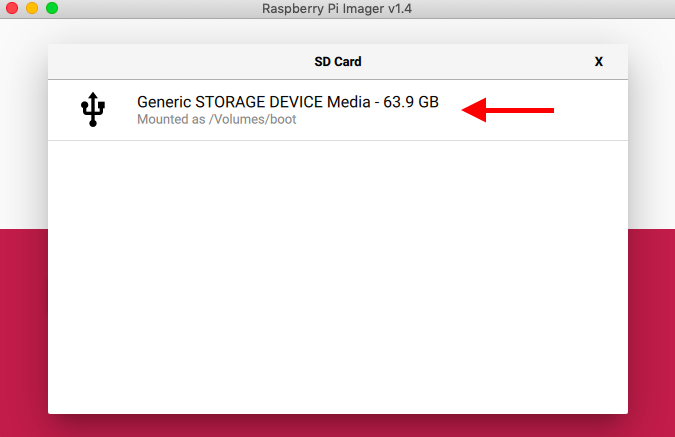 Raspberry Pi Imager v1.4
SD Card X
Generic STORAGE DEVICE Media - 63.9 GB
Mounted as /Volumes/boot